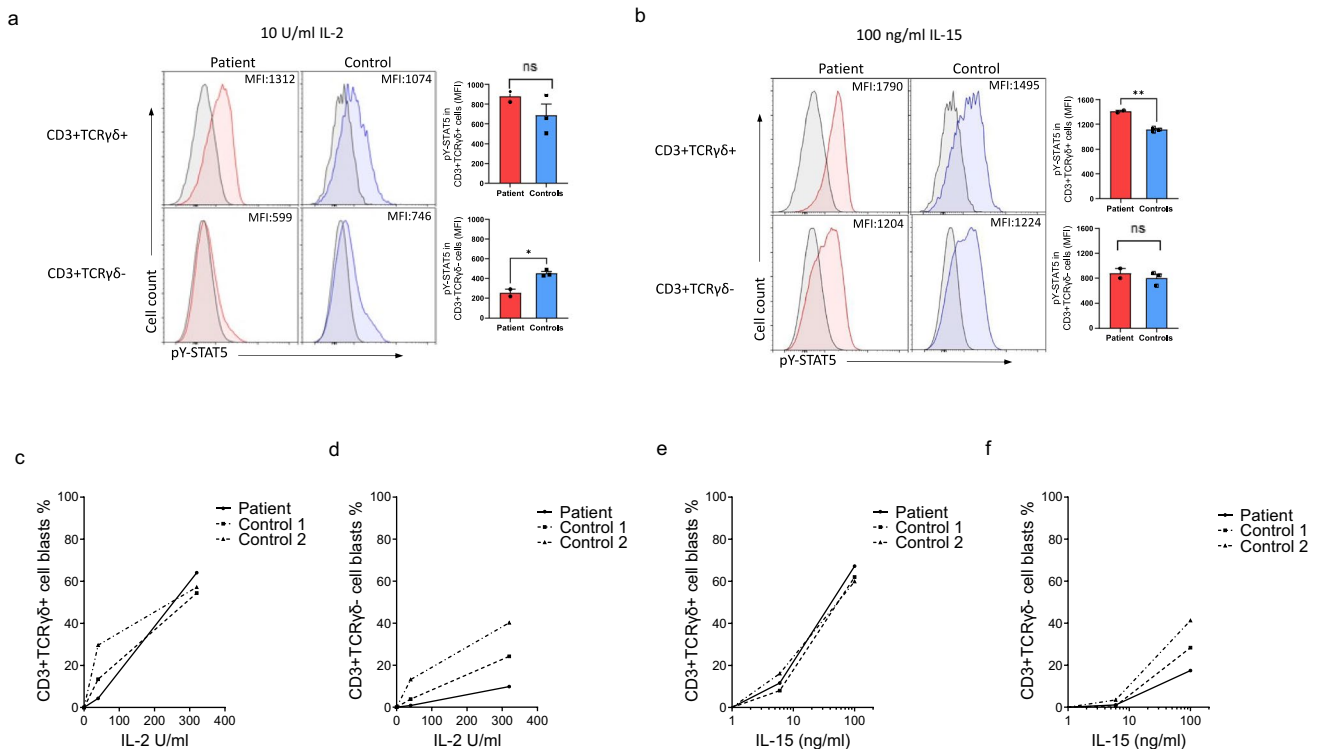 a
10 U/ml IL-2
Patient
Control
MFI:1312
MFI:1074
CD3+TCRγδ+
MFI:599
MFI:746
CD3+TCRγδ-
Cell count
pY-STAT5
ns
pY-STAT5 in
CD3+TCRγδ+ cells (MFI)
1000
800
600
400
200
0
Patient
Controls
*
pY-STAT5 in
CD3+TCRγδ- cells (MFI)
1000
800
600
400
200
0
Patient
Controls
b
100 ng/ml IL-15
Patient
Control
MFI:1790
MFI:1495
CD3+TCRγδ+
MFI:1204
MFI:1224
CD3+TCRγδ-
Cell count
pY-STAT5
**
pY-STAT5 in
CD3+TCRγδ+ cells (MFI)
1600
1200
800
400
0
Patient
Controls
ns
pY-STAT5 in
CD3+TCRγδ- cells (MFI)
1600
1200
800
400
0
Patient
Controls
c
CD3+TCRγδ+ cell blasts %
100
80
60
40
20
0
0 100 200 300 400
IL-2 U/ml
Patient
Control 1
Control 2
d
CD3+TCRγδ- cell blasts %
100
80
60
40
20
0
0 100 200 300 400
IL-2 U/ml
Patient
Control 1
Control 2
e
CD3+TCRγδ+ cell blasts %
100
80
60
40
20
0
1 10 100
IL-15 (ng/ml)
Patient
Control 1
Control 2
f
CD3+TCRγδ- cell blasts %
100
80
60
40
20
0
1 10 100
IL-15 (ng/ml)
Patient
Control 1
Control 2